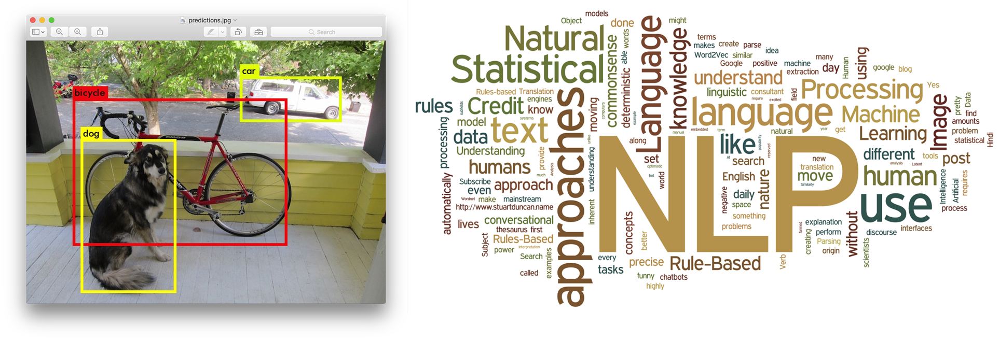 predictions.jpg
Search
car
bicycle
dog
CMDS
models
Object
done
might
Natural
Language
words
knowledge
terms
makes create parse
idea
Word2Vec similar
many
using
Statistical
commonsense
able
Google positive machine
extraction
day
Human
google blog
understand
Rules-based Translation
engines
deterministic
linguistic consultant
require
excited
field
Processing
Yes
rules
subfields
Credit
know
approaches
moving
computers
example
language
Machine
Image
pretty
Data
find
amounts
model
systems
processing
text
data
unlike
manual
embedded
term
year
get
natural
Learning
problem
statistical
Hindi
Understanding
along
like
popularity
reserved
AI
search
different
tools
analysis
Latent
post
humans
provide
Analysis
much
understanding
set
optimistic
hot
world
NLP
new
translation
move
Similarly
human
automatically
Subscribe
even
approach
English
nature
Intelligence
Artificial
requires
Wordnet make mainstream
http://www.stuartduncan.name
inherent
negative
daily
space
use
process
lives
conversational
thesaurus first
concepts
something
problems
formed
explanation
perform
without
discourse
interfaces
Subject
Rules-Based
interpretation
power
better
creating
Parsing
origin
scientists
Search
examples
called
every
tasks
precise
Rule-Based
Verb
funny
chatbots
highly